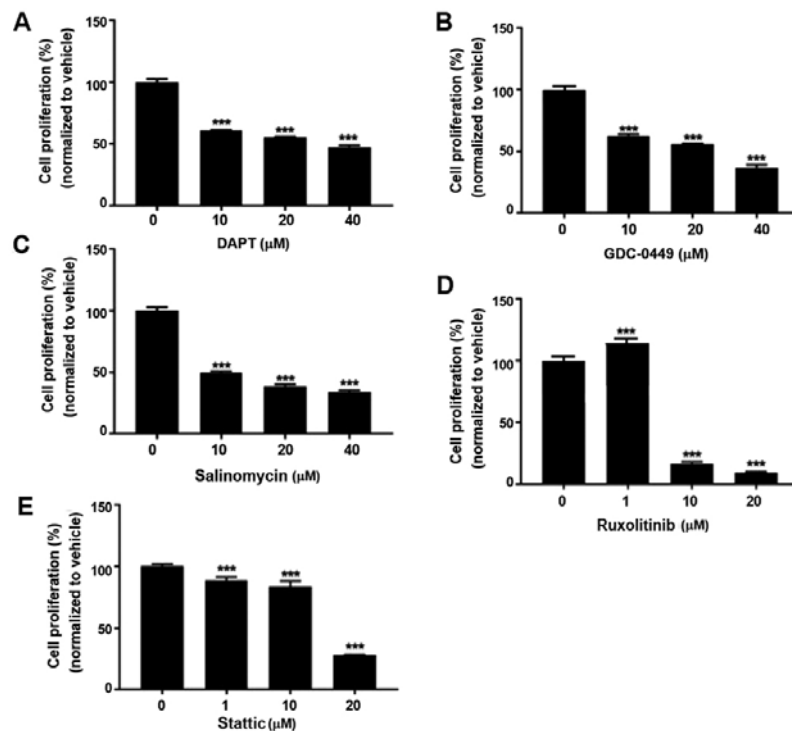 A
Cell proliferation (%)
(normalized to vehicle)
150
100
50
0
***
***
***
0 10 20 40
DAPT (μM)
B
Cell proliferation (%)
(normalized to vehicle)
150
100
50
0
***
***
***
0 10 20 40
GDC-0449 (μM)
C
Cell proliferation (%)
(normalized to vehicle)
150
100
50
0
***
***
***
0 10 20 40
Salinomycin (μM)
D
Cell proliferation (%)
(normalized to vehicle)
150
100
50
0
***
***
***
0 1 10 20
Ruxolitinib (μM)
E
Cell proliferation (%)
(normalized to vehicle)
150
100
50
0
***
***
***
0 1 10 20
Stattic (μM)